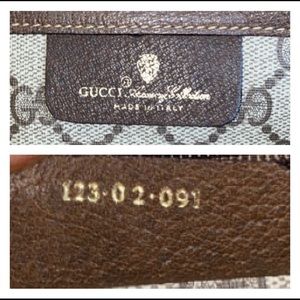 GUCCI Accessory Collection
MADE IN ITALY
123·02·091